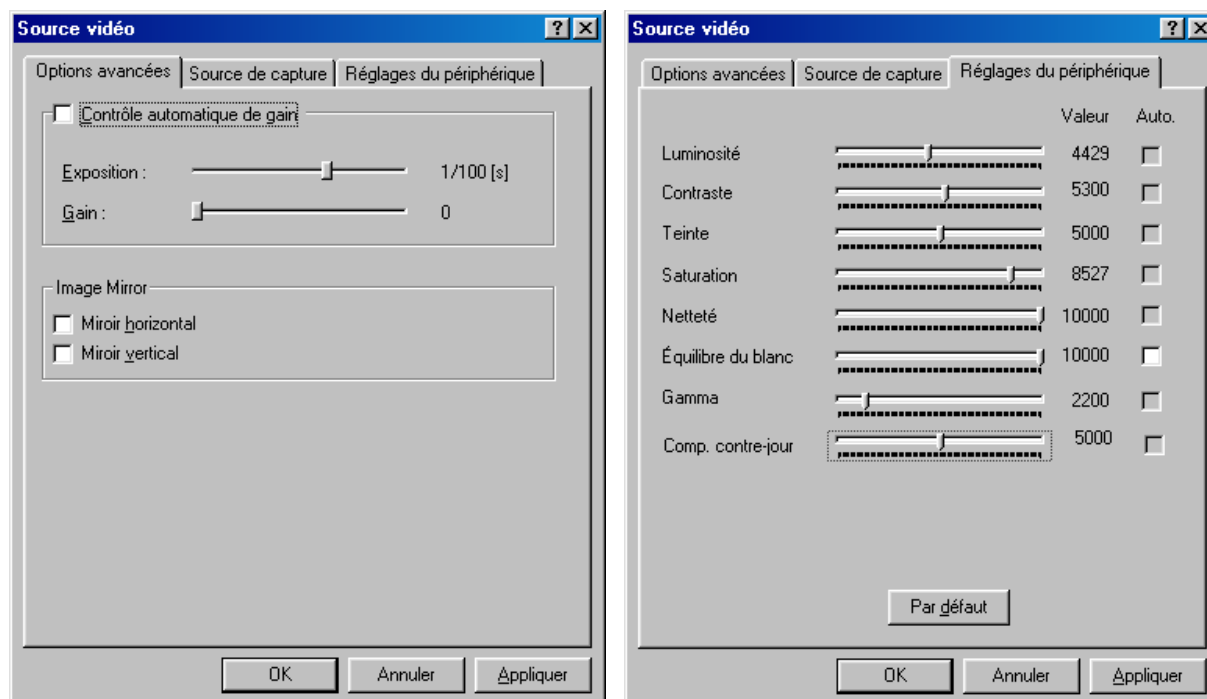 Source vidéo
Options avancées
Source de capture
Réglages du périphérique
Contrôle automatique de gain
Exposition : 1/100 [s]
Gain : 0
Image Mirror
Miroir horizontal
Miroir vertical
OK
Annuler
Appliquer
Source vidéo
Options avancées
Source de capture
Réglages du périphérique
Valeur Auto.
Luminosité 4429
Contraste 5300
Teinte 5000
Saturation 8527
Netteté 10000
Équilibre du blanc 10000
Gamma 2200
Comp. contre-jour 5000
Par défaut
OK
Annuler
Appliquer